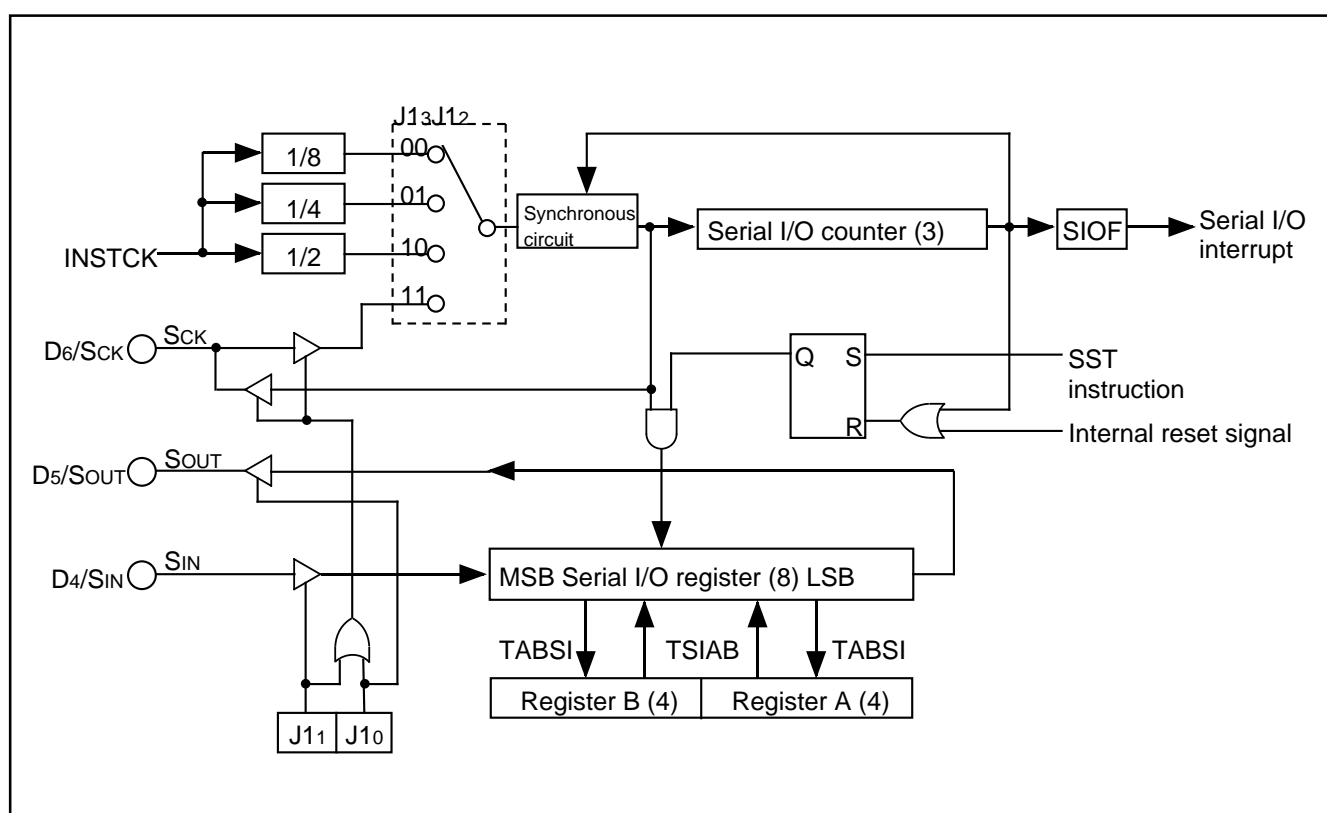 J13J12
00
1/8
01
1/4
Synchronous
circuit
Serial I/O counter (3)
SIOF
Serial I/O
interrupt
10
1/2
INSTCK
11
D6/SCK
SCK
Q
S
SST
instruction
R
Internal reset signal
D5/SOUT
SOUT
D4/SIN
SIN
MSB Serial I/O register (8) LSB
TABSI
TSIAB
TABSI
Register B (4)
Register A (4)
J11
J10